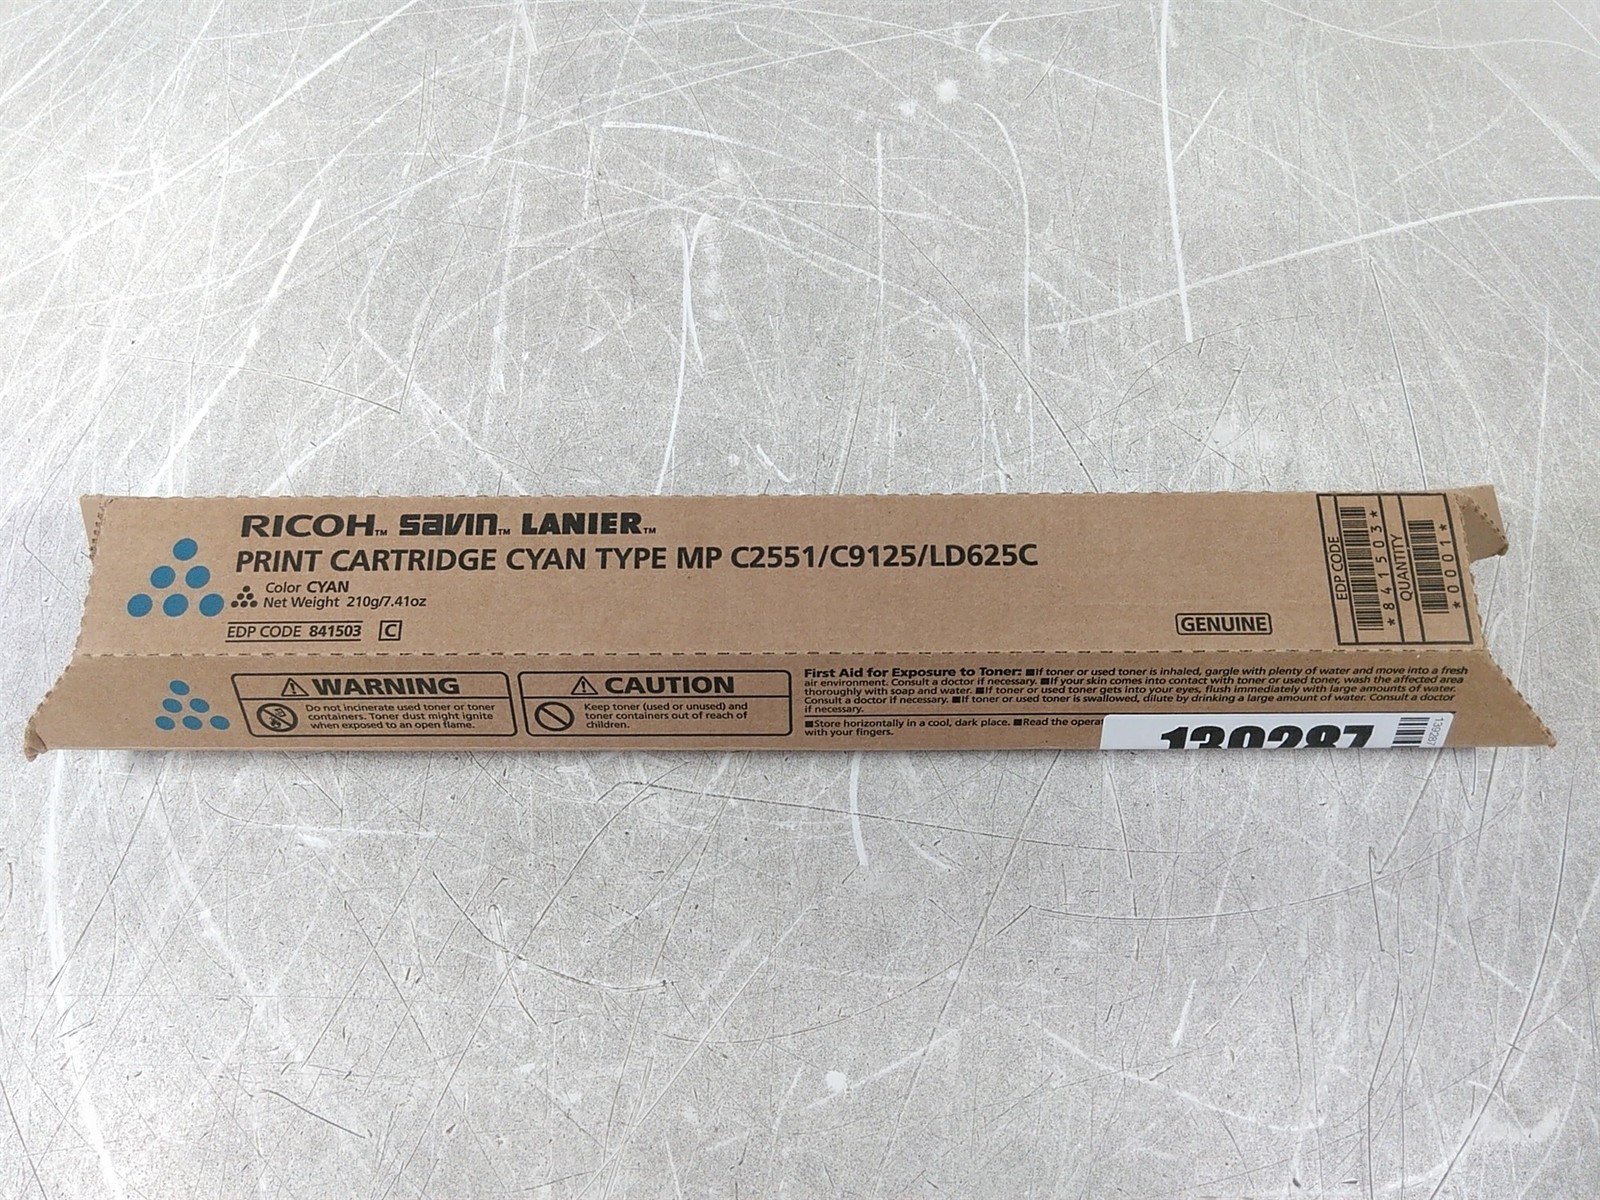 RICOH™ savin™ LANIER™
PRINT CARTRIDGE CYAN TYPE MP C2551/C9125/LD625C
Color CYAN
Net Weight 210g/7.41oz
EDP CODE 841503 C
GENUINE
EDP CODE
*841503*
QUANTITY
*0001*
WARNING
Do not incinerate used toner or toner
containers. Toner dust might ignite
when exposed to an open flame.
CAUTION
Keep toner (used or unused) and
toner containers out of reach of
children.
First Aid for Exposure to Toner: ■If toner or used toner is inhaled, gargle with plenty of water and move into a fresh
air environment. Consult a doctor if necessary. ■If your skin comes into contact with toner or used toner, wash the affected area
thoroughly with soap and water. ■If toner or used toner gets into your eyes, flush immediately with large amounts of water.
Consult a doctor if necessary. ■If toner or used toner is swallowed, dilute by drinking a large amount of water. Consult a doctor
if necessary.
■Store horizontally in a cool, dark place. ■Read the opera
with your fingers.
139287
139287